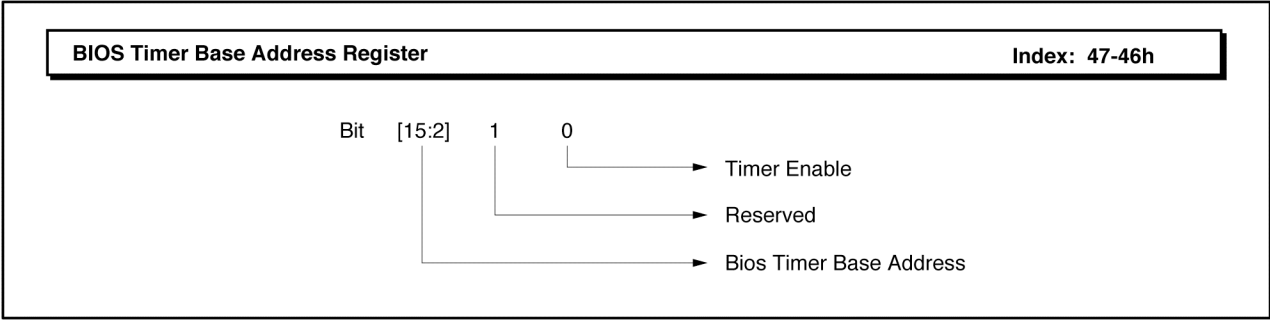 BIOS Timer Base Address Register Index: 47-46h
Bit [15:2] 1 0
Timer Enable
Reserved
Bios Timer Base Address